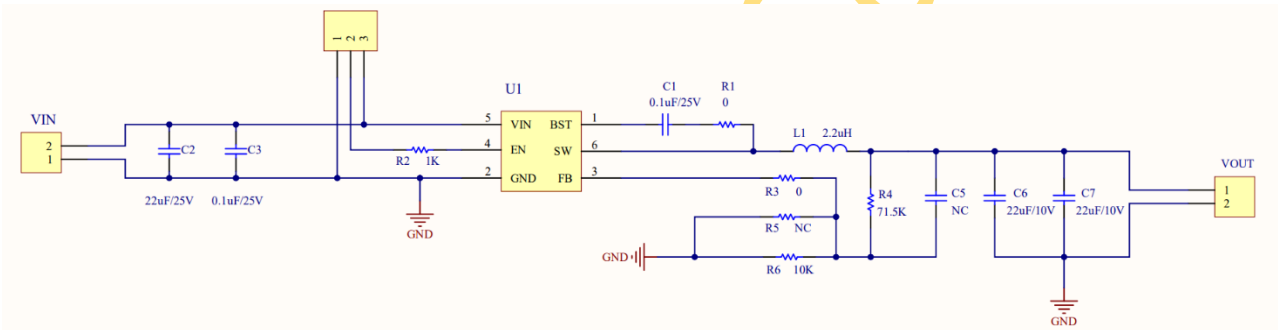 1 2 3
U1
C1
0.1uF/25V
R1
0
VIN
2
1
C2
22uF/25V
C3
0.1uF/25V
R2 1K
GND
5 VIN BST 1
4 EN SW 6
2 GND FB 3
L1 2.2uH
R3 0
R5 NC
R6 10K
GND
R4
71.5K
C5
NC
C6
22uF/10V
C7
22uF/10V
GND
VOUT
1
2